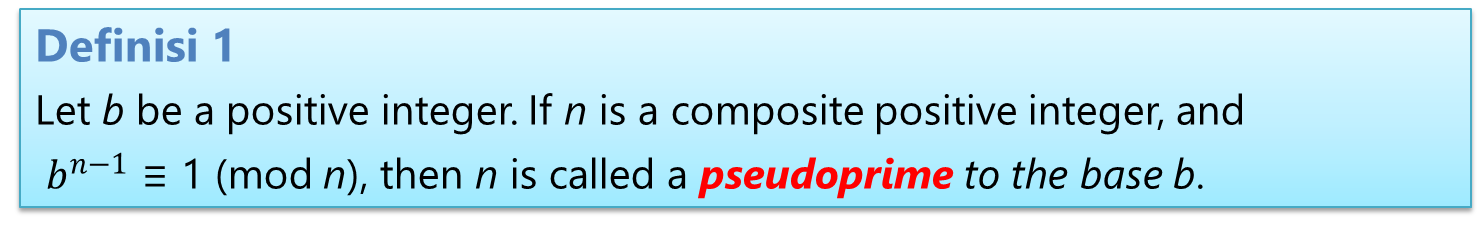 Definisi 1
Let b be a positive integer. If n is a composite positive integer, and
bⁿ⁻¹ ≡ 1 (mod n), then n is called a pseudoprime to the base b.